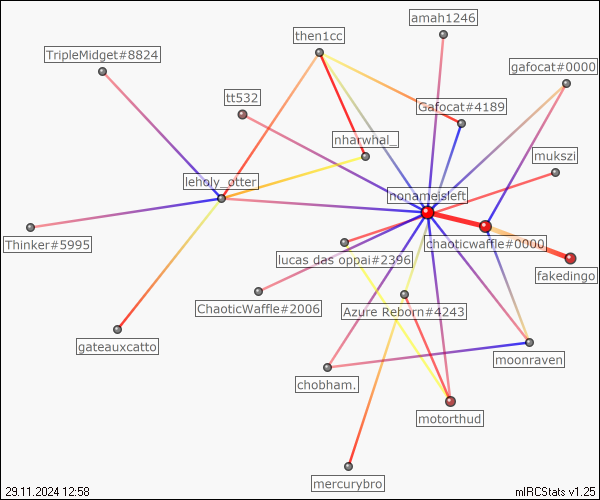 amah1246
then1cc
TripleMidget#8824
gafocat#0000
tt532
Gafocat#4189
nharwhal_
mukszi
leholy_otter
nonameisleft
Thinker#5995
chaoticwaffle#0000
lucas das oppai#2396
fakedingo
ChaoticWaffle#2006
Azure Reborn#4243
gateauxcatto
moonraven
chobham.
motorthud
mercurybro
29.11.2024 12:58
mIRCStats v1.25